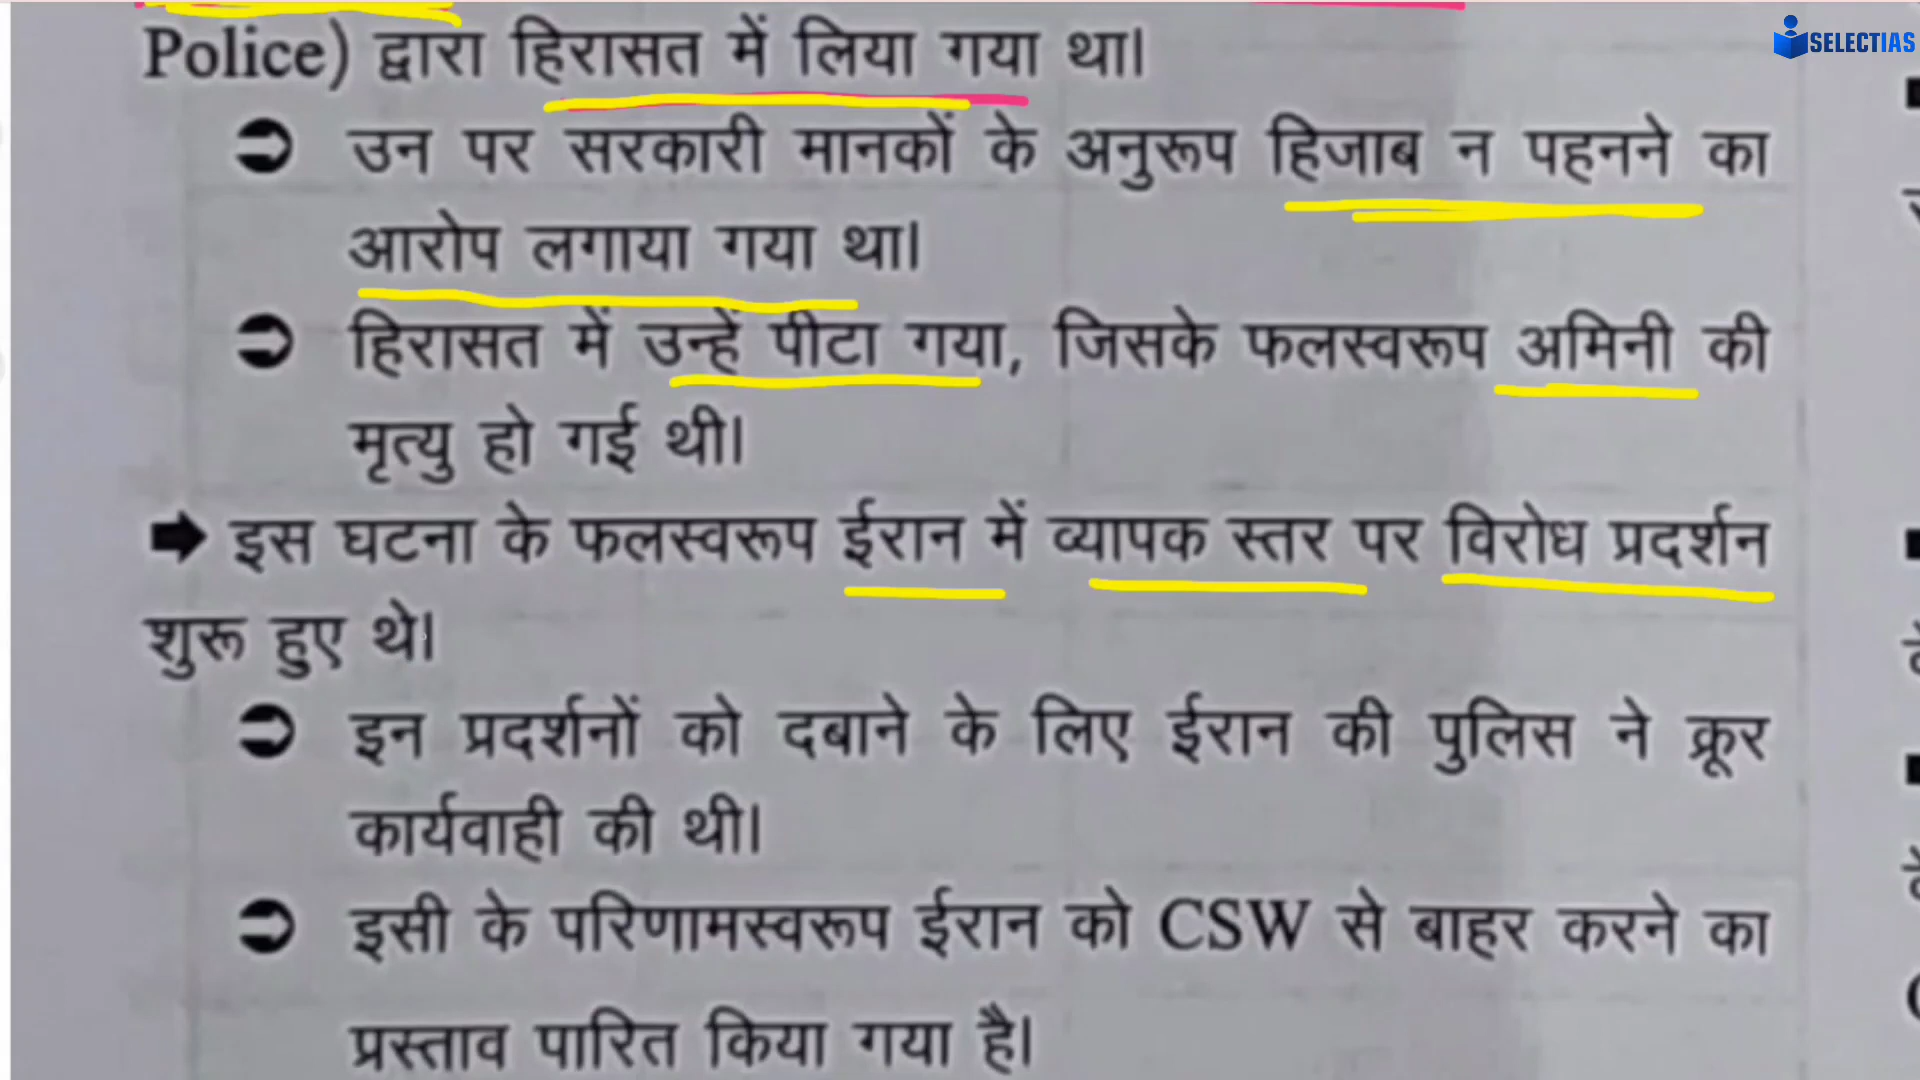 SELECTIAS
Police) द्वारा हिरासत में लिया गया था।
उन पर सरकारी मानकों के अनुरूप हिजाब न पहनने का
आरोप लगाया गया था।
हिरासत में उन्हें पीटा गया, जिसके फलस्वरूप अमिनी की
मृत्यु हो गई थी।
इस घटना के फलस्वरूप ईरान में व्यापक स्तर पर विरोध प्रदर्शन
शुरू हुए थे।
इन प्रदर्शनों को दबाने के लिए ईरान की पुलिस ने क्रूर
कार्यवाही की थी।
इसी के परिणामस्वरूप ईरान को CSW से बाहर करने का
प्रस्ताव पारित किया गया है।